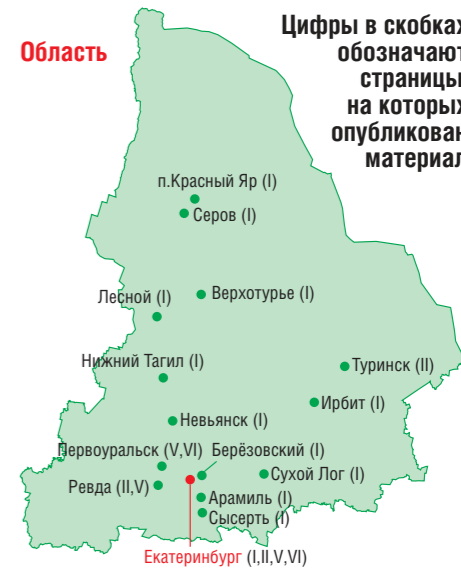 Область
Цифры в скобках
обозначают
страницы,
на которых
опубликован
материал
п.Красный Яр (I)
Серов (I)
Лесной (I)
Верхотурье (I)
Нижний Тагил (I)
Туринск (II)
Ирбит (I)
Невьянск (I)
Первоуральск (V,VI)
Берёзовский (I)
Ревда (II,V)
Сухой Лог (I)
Арамиль (I)
Сысерть (I)
Екатеринбург (I,II,V,VI)